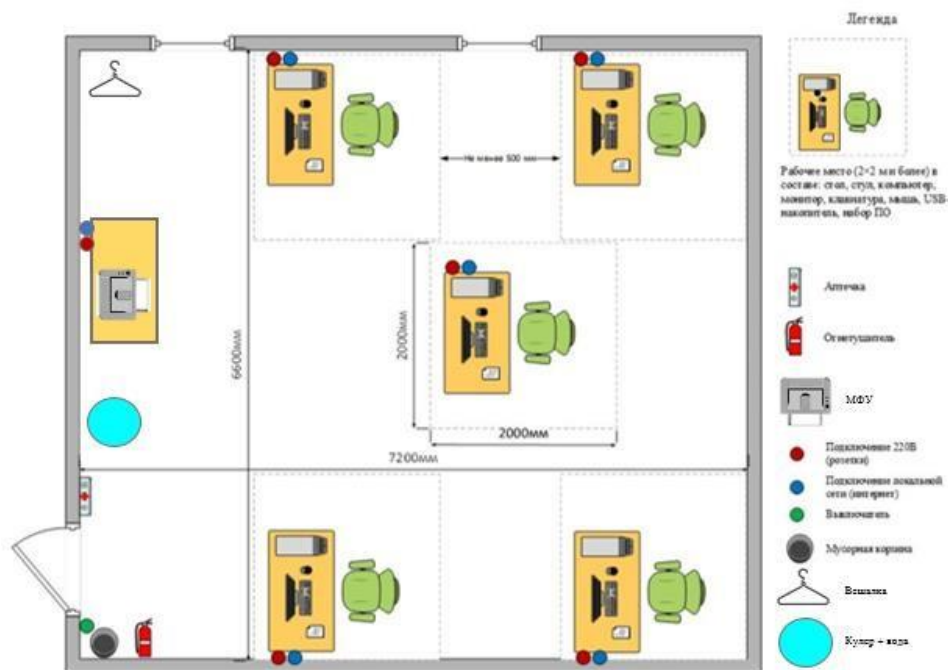 Легенда
Не менее 500 мм
Рабочее место (2×2 м и более) в
составе: стол, стул, компьютер,
монитор, клавиатура, мышь, USB-
накопитель, набор ПО
6600мм
2000мм
2000мм
7200мм
Аптечка
Огнетушитель
МФУ
Подключение 220В
(розетки)
Подключение локальной
сети (интернет)
Выключатель
Мусорная корзина
Вешалка
Кулер + вода